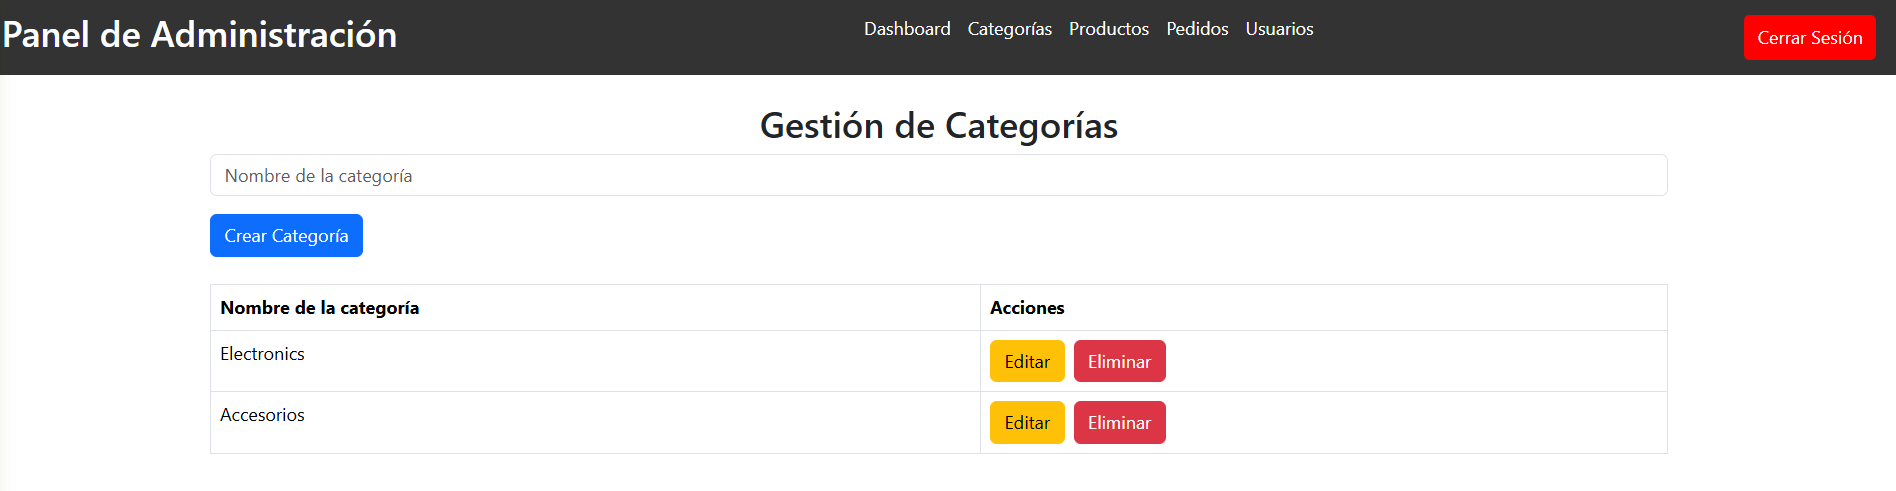 Panel de Administración
Dashboard Categorías Productos Pedidos Usuarios
Cerrar Sesión
Gestión de Categorías
Nombre de la categoría
Crear Categoría
Nombre de la categoría Acciones
Electronics Editar Eliminar
Accesorios Editar Eliminar